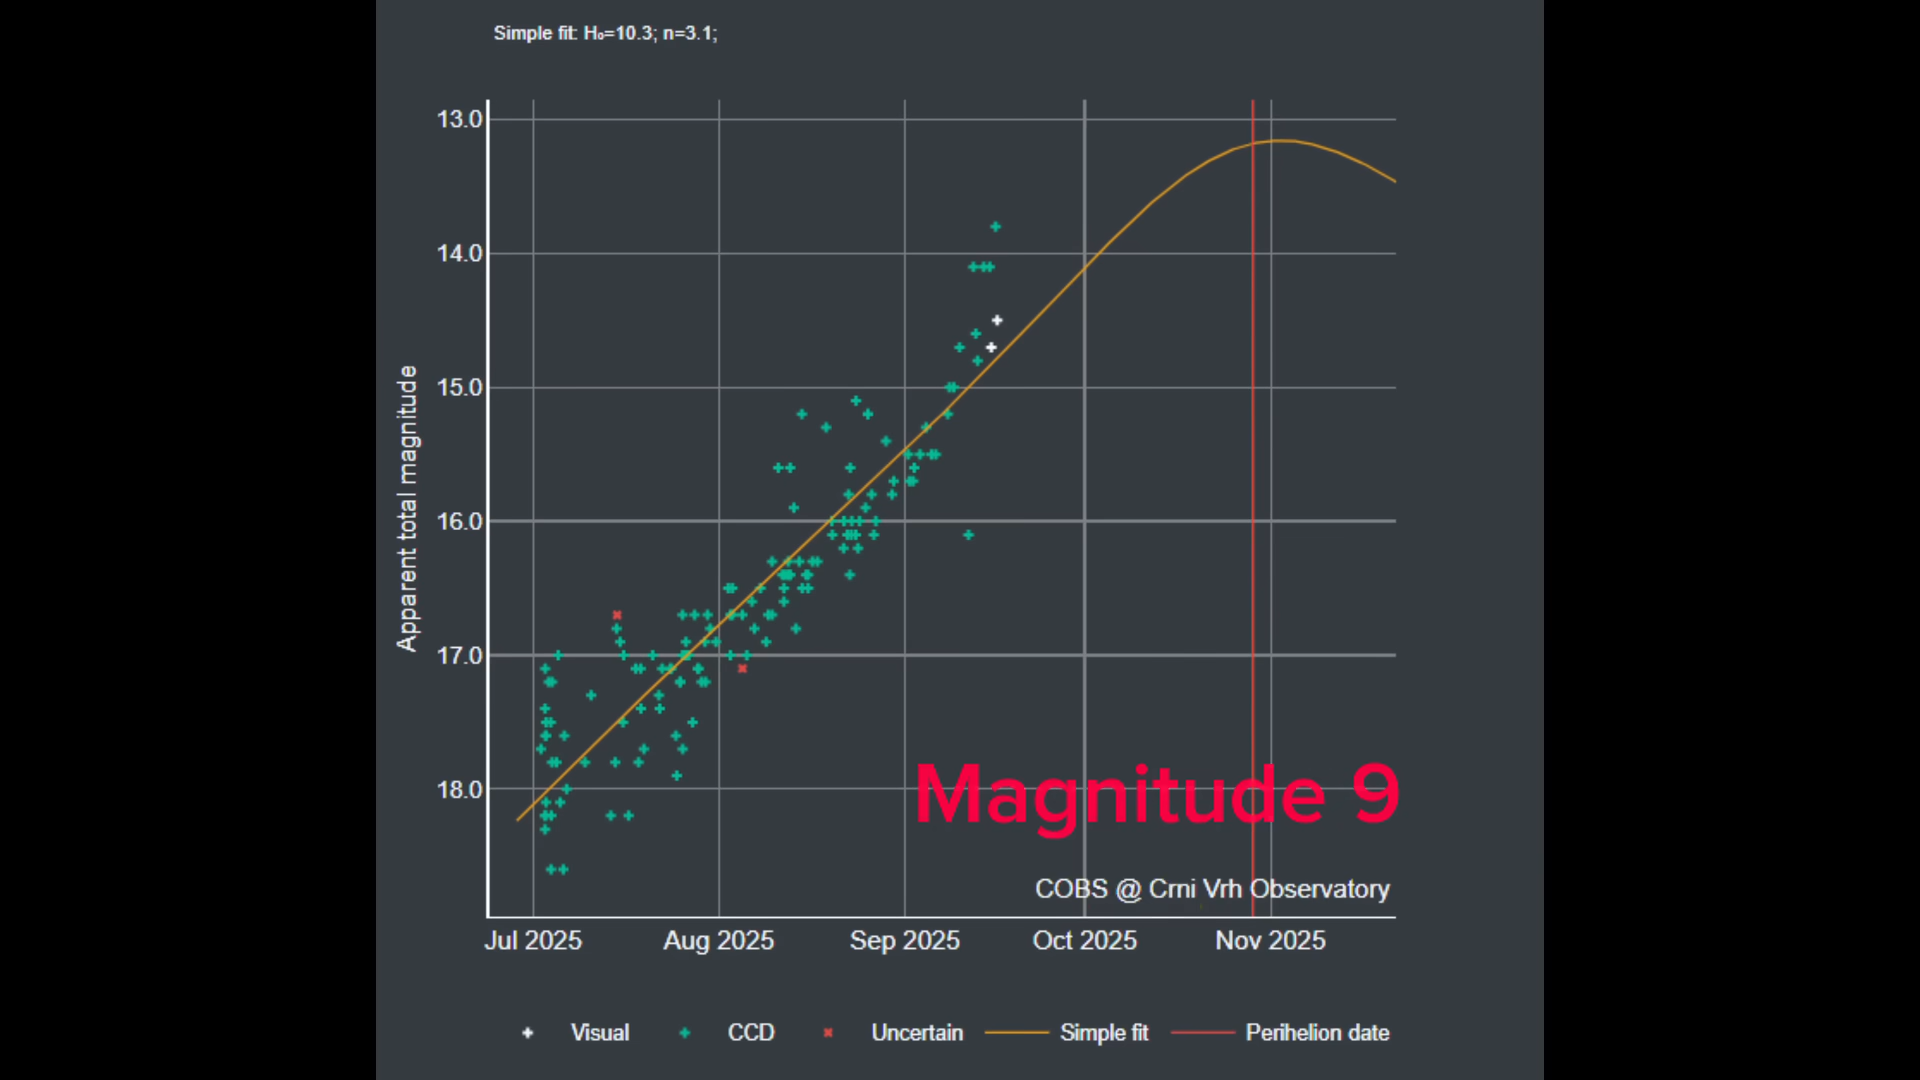 Simple fit: H₀=10.3; n=3.1;
13.0
14.0
15.0
16.0
17.0
18.0
Apparent total magnitude
Magnitude 9
COBS @ Crni Vrh Observatory
Jul 2025 Aug 2025 Sep 2025 Oct 2025 Nov 2025
Visual CCD Uncertain Simple fit Perihelion date